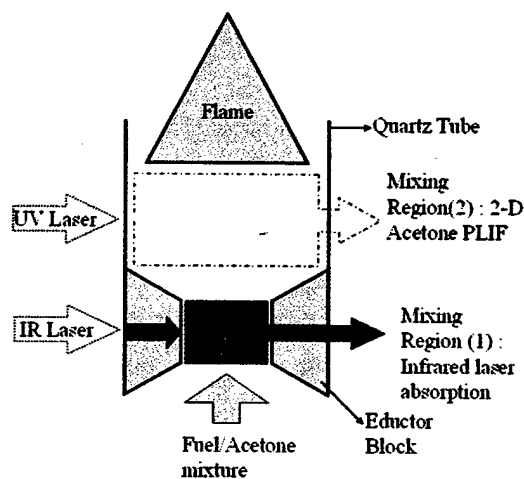 Flame
Quartz Tube
UV Laser
Mixing
Region(2) : 2-D
Acetone PLIF
IR Laser
Mixing
Region (1) :
Infrared laser
absorption
Fuel/Acetone
mixture
Eductor
Block